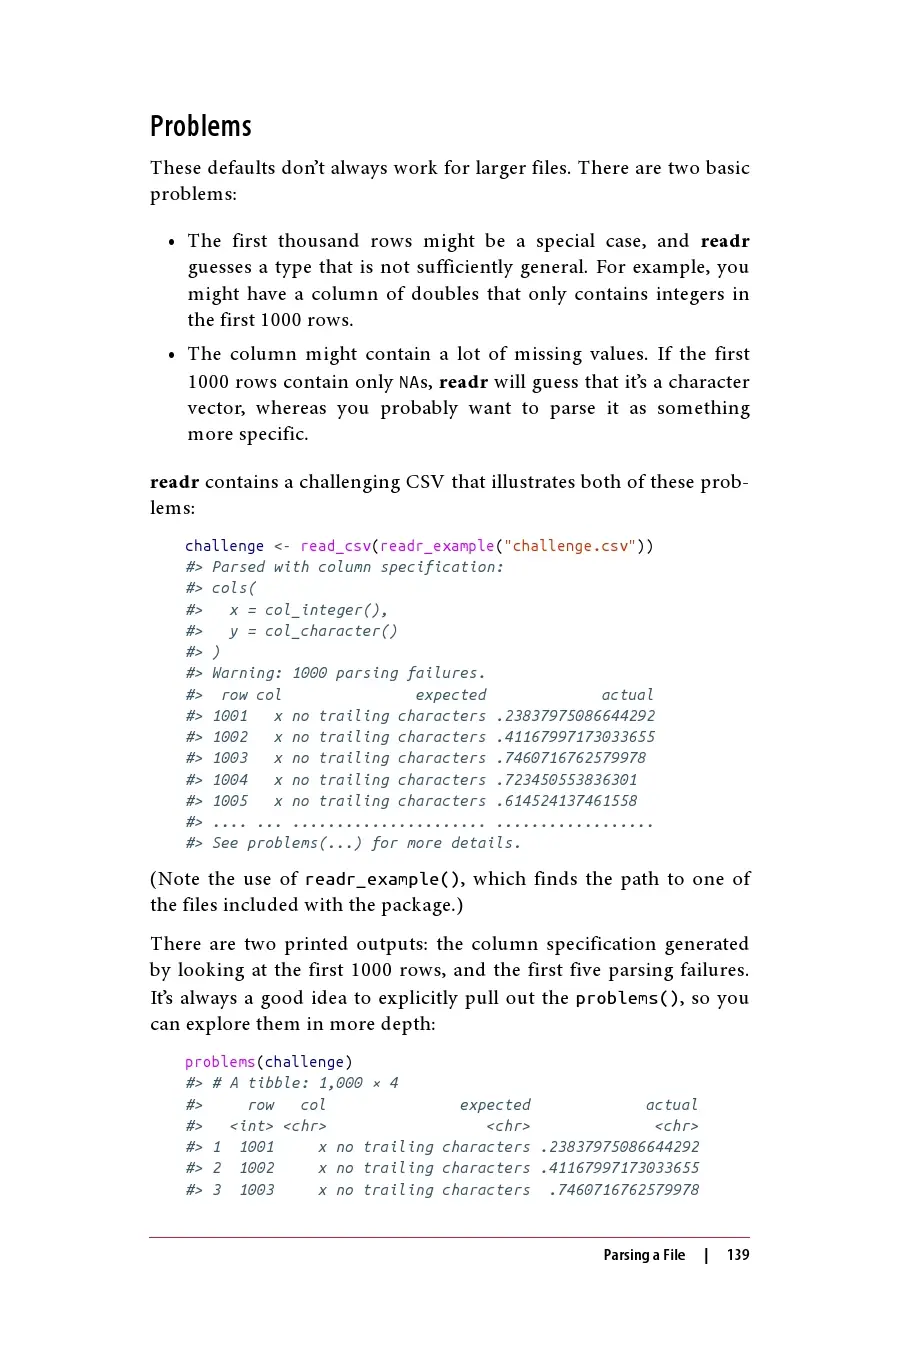 Problems
These defaults don’t always work for larger files. There are two basic
problems:
• The first thousand rows might be a special case, and readr
guesses a type that is not sufficiently general. For example, you
might have a column of doubles that only contains integers in
the first 1000 rows.
• The column might contain a lot of missing values. If the first
1000 rows contain only NAs, readr will guess that it’s a character
vector, whereas you probably want to parse it as something
more specific.
readr contains a challenging CSV that illustrates both of these prob-
lems:
challenge <- read_csv(readr_example("challenge.csv"))
#> Parsed with column specification:
#> cols(
#>   x = col_integer(),
#>   y = col_character()
#> )
#> Warning: 1000 parsing failures.
#>  row col               expected             actual
#> 1001   x no trailing characters .23837975086644292
#> 1002   x no trailing characters .41167997173033655
#> 1003   x no trailing characters .7460716762579978
#> 1004   x no trailing characters .723450553836301
#> 1005   x no trailing characters .614524137461558
#> .... ... ...................... ..................
#> See problems(...) for more details.
(Note the use of readr_example(), which finds the path to one of
the files included with the package.)
There are two printed outputs: the column specification generated
by looking at the first 1000 rows, and the first five parsing failures.
It’s always a good idea to explicitly pull out the problems(), so you
can explore them in more depth:
problems(challenge)
#> # A tibble: 1,000 × 4
#>     row   col               expected             actual
#>   <int> <chr>                  <chr>              <chr>
#> 1  1001     x no trailing characters .23837975086644292
#> 2  1002     x no trailing characters .41167997173033655
#> 3  1003     x no trailing characters  .7460716762579978
Parsing a File | 139